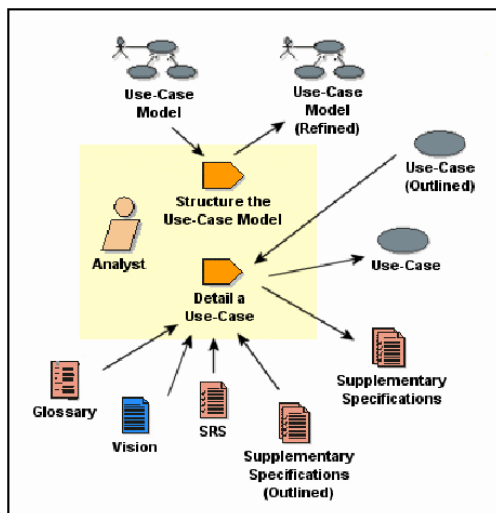 Use-Case
Model
Use-Case
Model
(Refined)
Use-Case
(Outlined)
Structure the
Use-Case Model
Analyst
Use-Case
Detail a
Use-Case
Supplementary
Specifications
Glossary
Vision
SRS
Supplementary
Specifications
(Outlined)